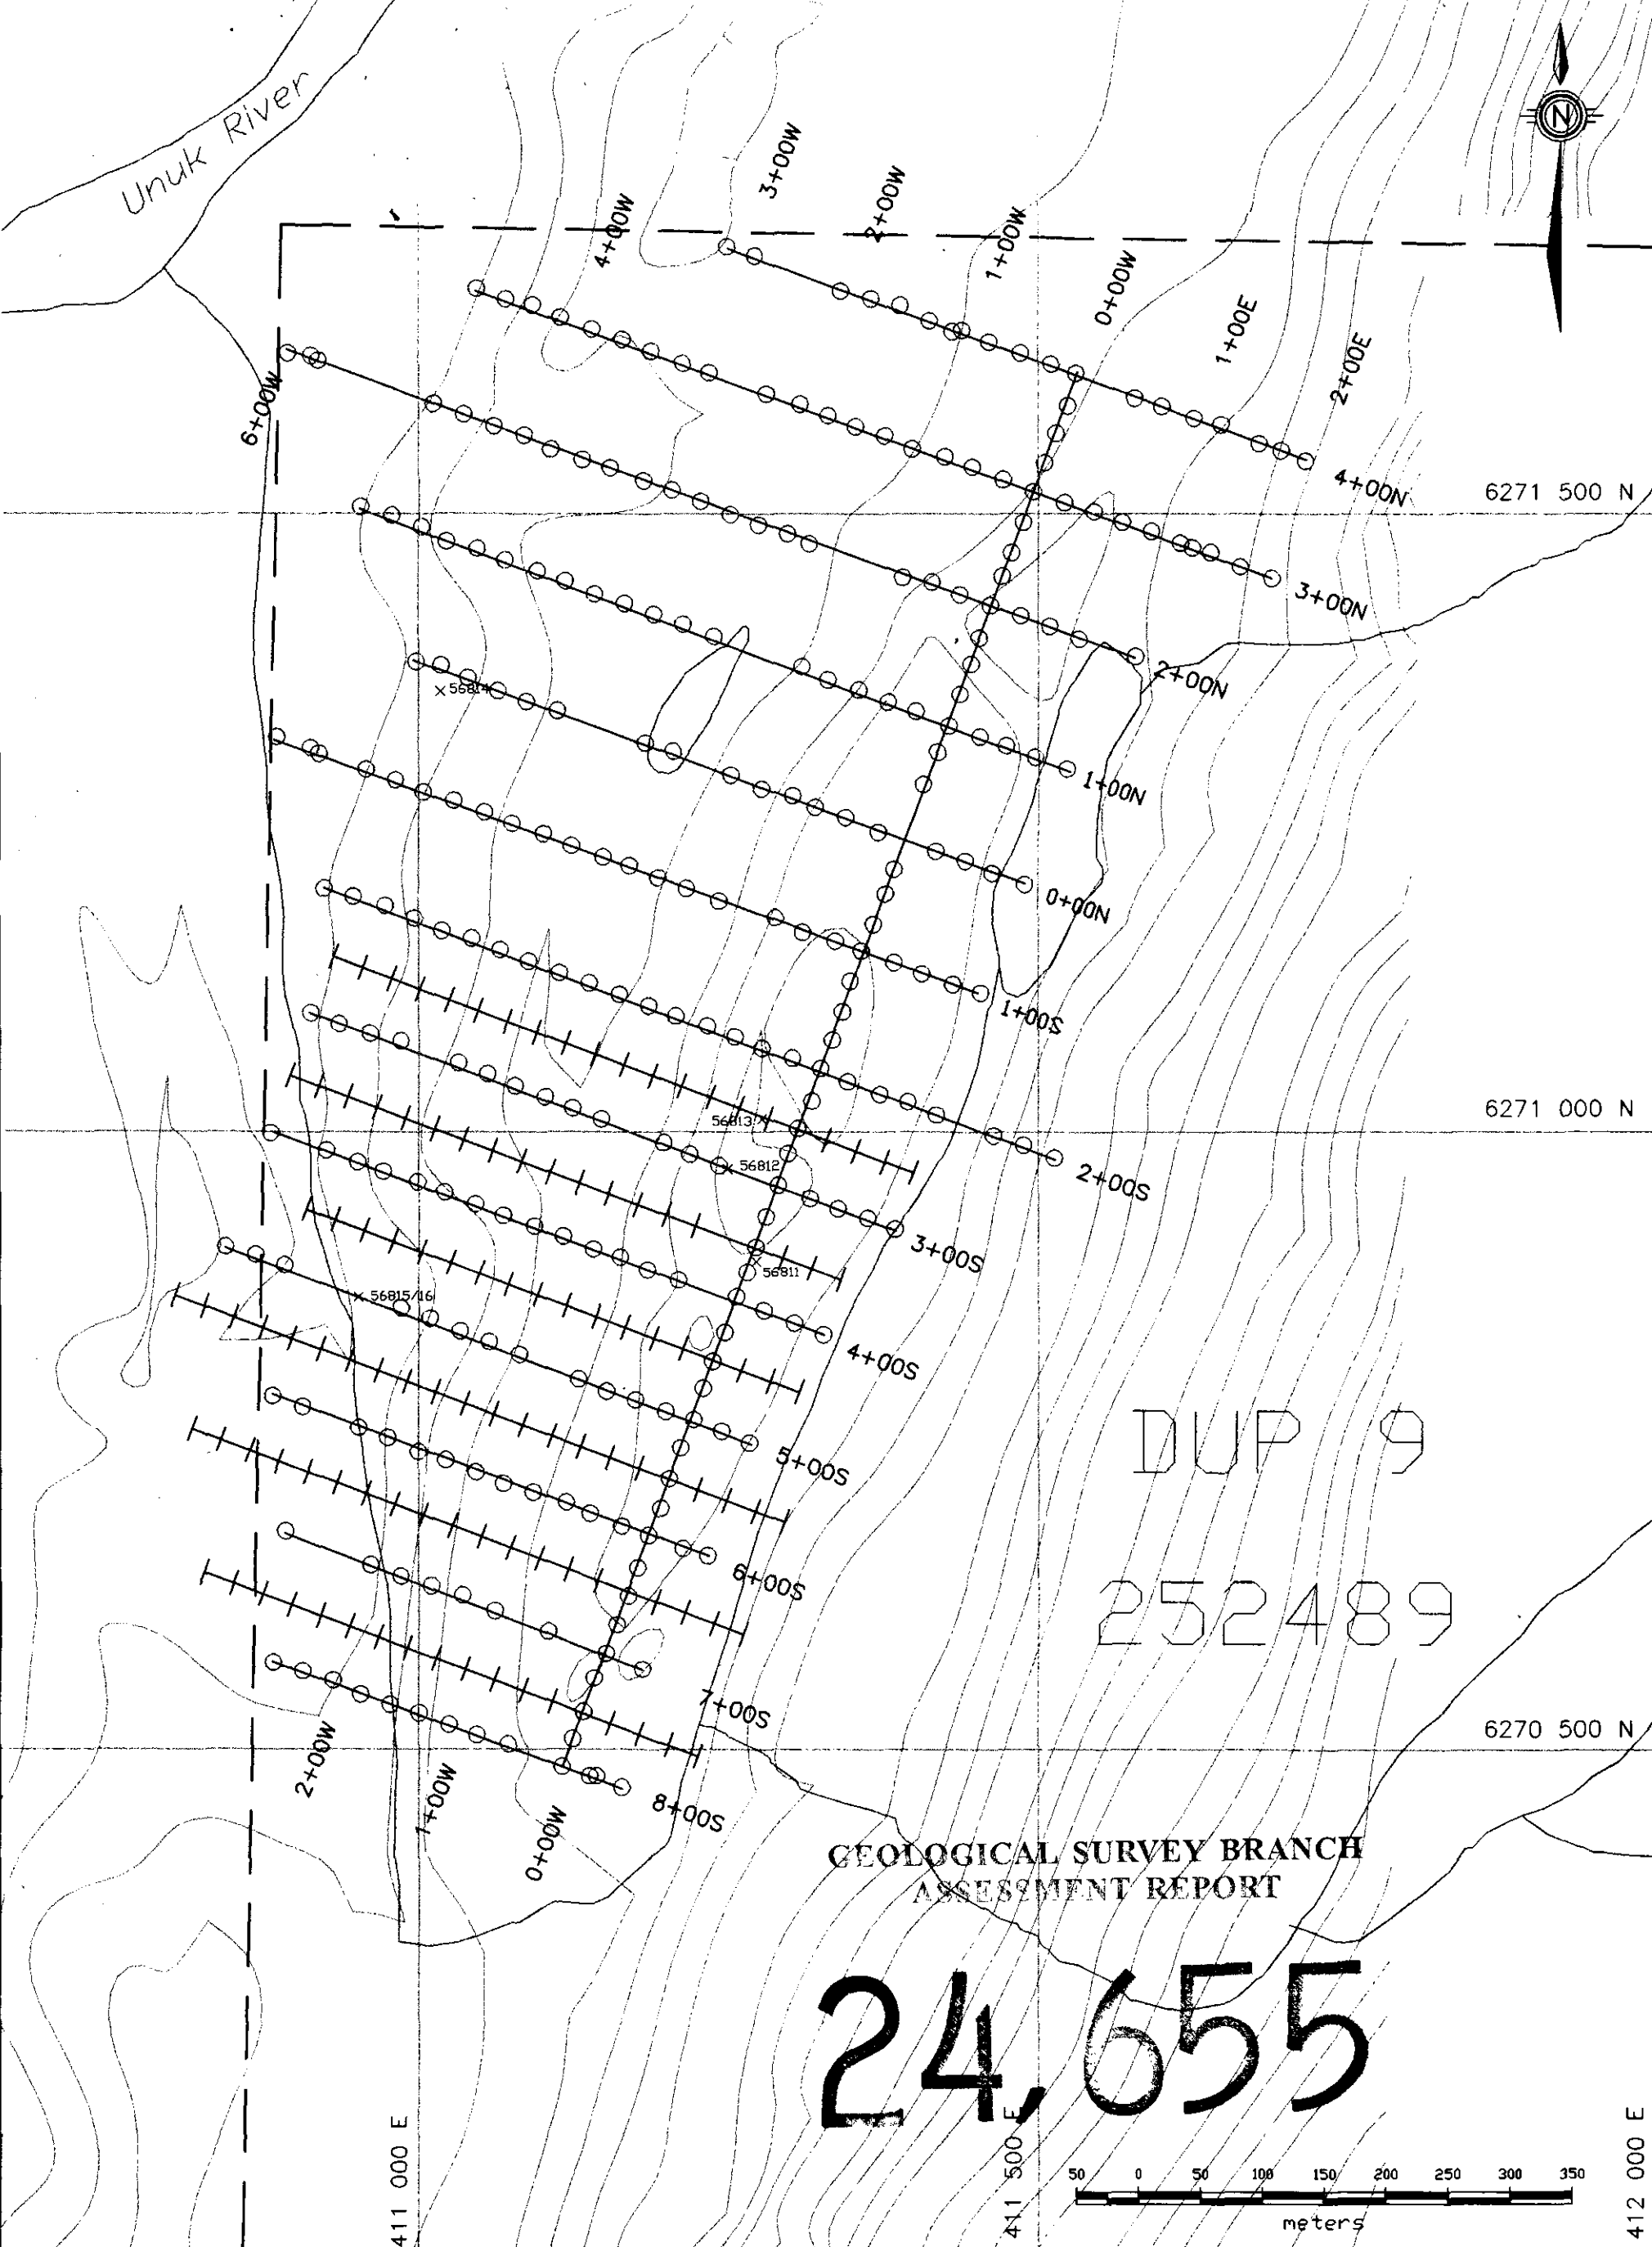 Unuk River
N
3+00W
2+00W
4+00W
1+00W
0+00W
1+00E
2+00E
6+00W
4+00N
6271 500 N
3+00N
2+00N
56814
1+00N
0+00N
1+00S
6271 000 N
56813
56812
2+00S
3+00S
56811
56815/16
4+00S
DUP 9
5+00S
6+00S
252489
7+00S
6270 500 N
2+00W
1+00W
0+00W
8+00S
GEOLOGICAL SURVEY BRANCH
ASSESSMENT REPORT
24,655
411 000 E
411 500 E
412 000 E
50 0 50 100 150 200 250 300 350
meters